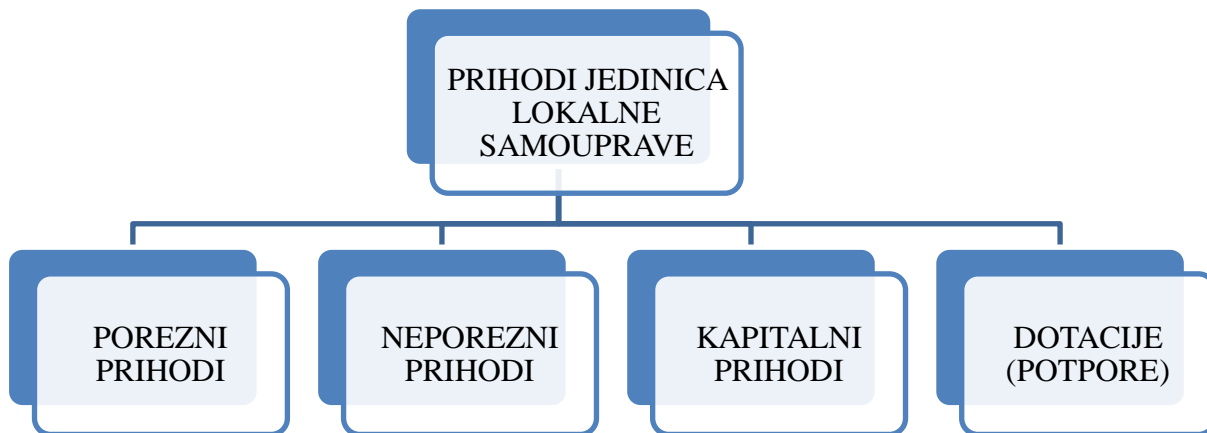 PRIHODI JEDINICA
LOKALNE
SAMOUPRAVE
POREZNI
PRIHODI
NEPOREZNI
PRIHODI
KAPITALNI
PRIHODI
DOTACIJE
(POTPORE)